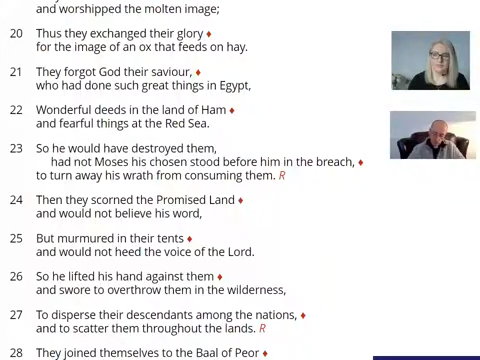 and worshipped the molten image;
20 Thus they exchanged their glory ♦
for the image of an ox that feeds on hay.
21 They forgot God their saviour, ♦
who had done such great things in Egypt,
22 Wonderful deeds in the land of Ham ♦
and fearful things at the Red Sea.
23 So he would have destroyed them,
had not Moses his chosen stood before him in the breach, ♦
to turn away his wrath from consuming them. R
24 Then they scorned the Promised Land ♦
and would not believe his word,
25 But murmured in their tents ♦
and would not heed the voice of the Lord.
26 So he lifted his hand against them ♦
and swore to overthrow them in the wilderness,
27 To disperse their descendants among the nations, ♦
and to scatter them throughout the lands. R
28 They joined themselves to the Baal of Peor ♦